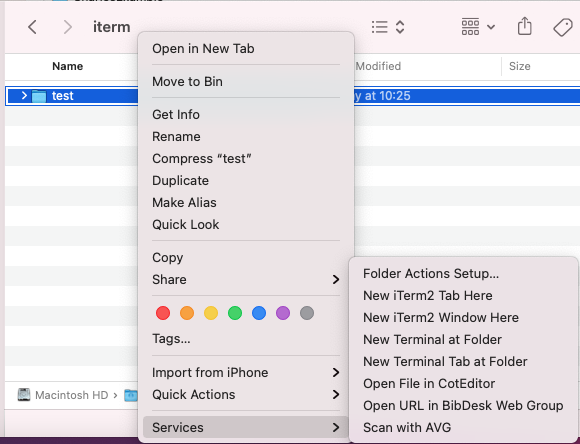 iterm
Name
Modified
Size
test
y at 10:25
Open in New Tab
Move to Bin
Get Info
Rename
Compress “test”
Duplicate
Make Alias
Quick Look
Copy
Share
Tags...
Import from iPhone
Quick Actions
Services
Folder Actions Setup...
New iTerm2 Tab Here
New iTerm2 Window Here
New Terminal at Folder
New Terminal Tab at Folder
Open File in CotEditor
Open URL in BibDesk Web Group
Scan with AVG
Macintosh HD